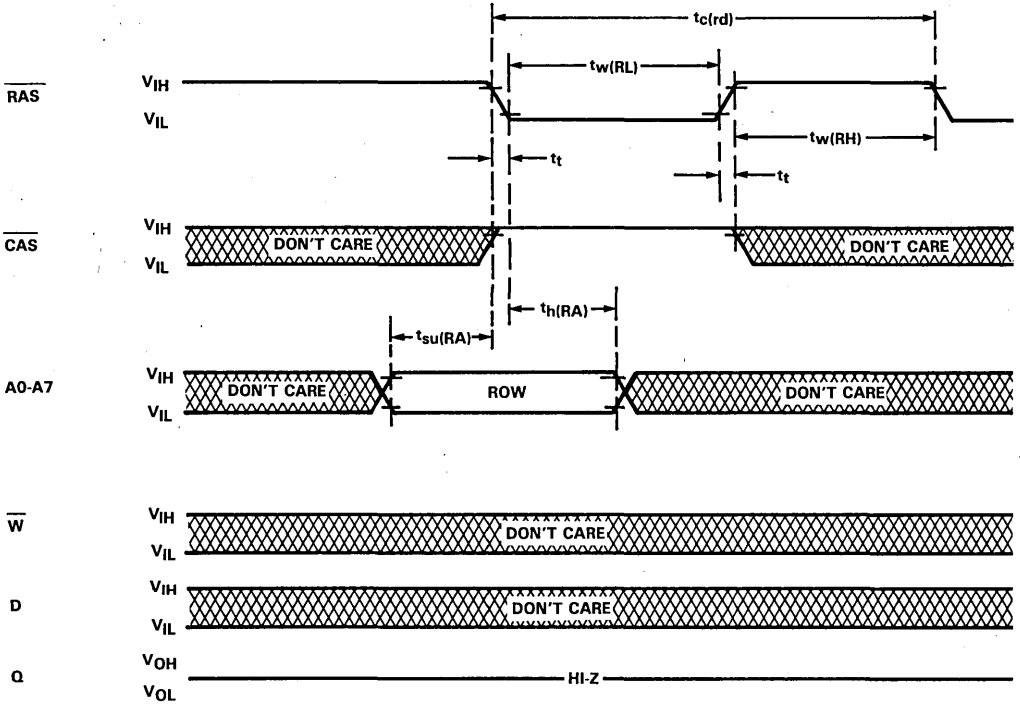 tc(rd)
tw(RL)
RAS
VIH
VIL
tw(RH)
tt
tt
CAS
VIH
VIL
DON'T CARE
DON'T CARE
th(RA)
tsu(RA)
A0-A7
VIH
VIL
DON'T CARE
ROW
DON'T CARE
W
VIH
VIL
DON'T CARE
D
VIH
VIL
DON'T CARE
Q
VOH
VOL
HI-Z